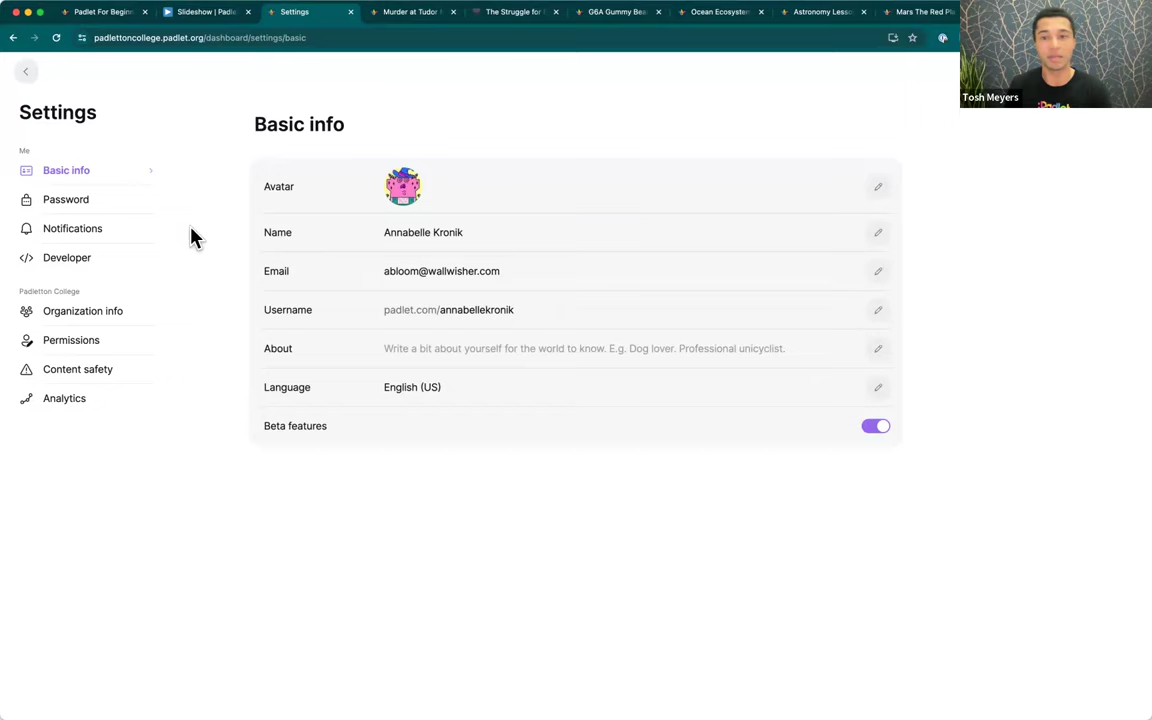 Padlet For Beginn
Slideshow | Padle
Settings
Murder at Tudor
The Struggle for
G6A Gummy Bea
Ocean Ecosystem
Astronomy Lesso
Mars The Red Pla
padlettoncollege.padlet.org/dashboard/settings/basic
Tosh Meyers
Settings
Me
Basic info
Password
Notifications
Developer
Padletton College
Organization info
Permissions
Content safety
Analytics
Basic info
Avatar
Name Annabelle Kronik
Email abloom@wallwisher.com
Username padlet.com/annabellekronik
About Write a bit about yourself for the world to know. E.g. Dog lover. Professional unicyclist.
Language English (US)
Beta features